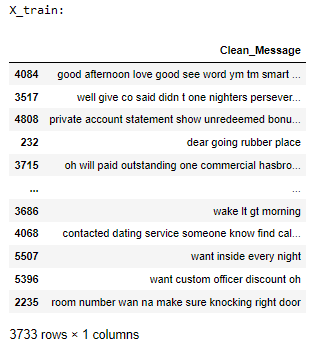 X_train:
Clean_Message
4084 good afternoon love good see word ym tm smart ...
3517 well give co said didn t one nighters persever...
4808 private account statement show unredeemed bonu...
232 dear going rubber place
3715 oh will paid outstanding one commercial hasbro...
... ...
3686 wake lt gt morning
4068 contacted dating service someone know find cal...
5507 want inside every night
5396 want custom officer discount oh
2235 room number wan na make sure knocking right door
3733 rows × 1 columns